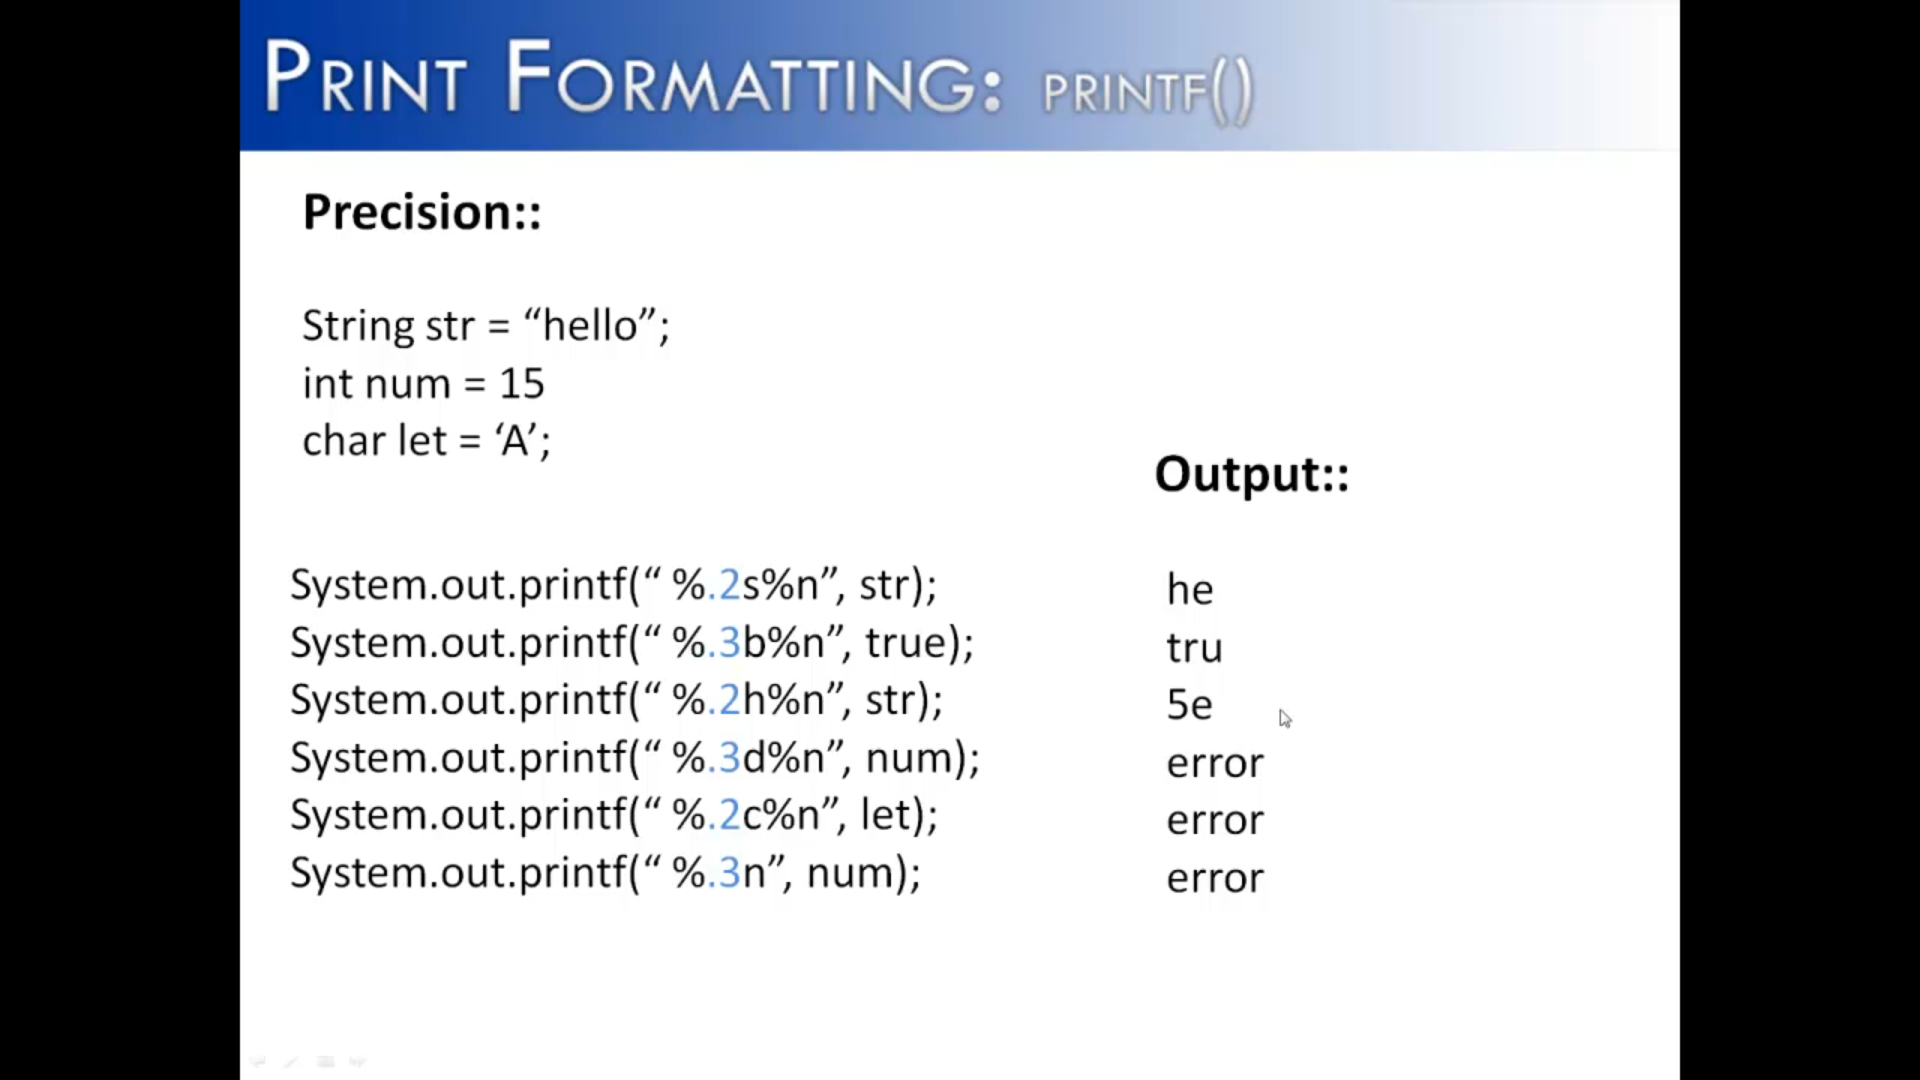 PRINT FORMATTING: PRINTF()
Precision::
String str = “hello”;
int num = 15
char let = ‘A’;
Output::
System.out.printf(“ %.2s%n”, str); he
System.out.printf(“ %.3b%n”, true); tru
System.out.printf(“ %.2h%n”, str); 5e
System.out.printf(“ %.3d%n”, num); error
System.out.printf(“ %.2c%n”, let); error
System.out.printf(“ %.3n”, num); error